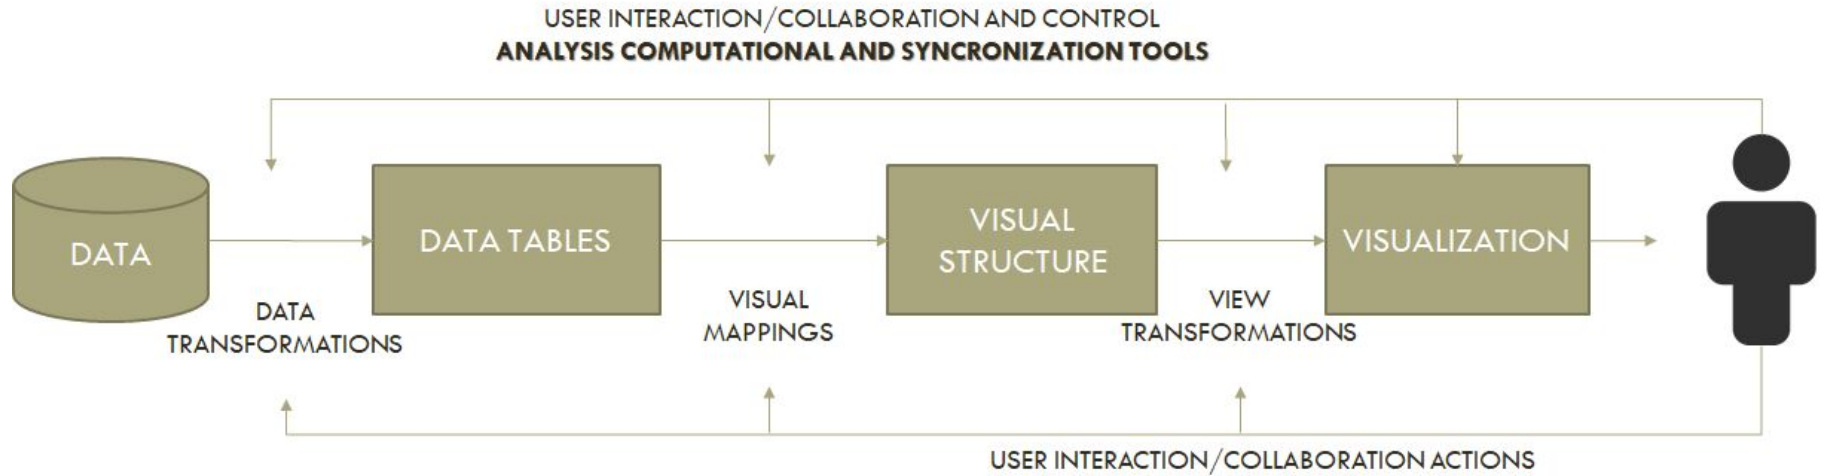 USER INTERACTION/COLLABORATION AND CONTROL
ANALYSIS COMPUTATIONAL AND SYNCRONIZATION TOOLS
DATA
DATA TABLES
VISUAL
STRUCTURE
VISUALIZATION
DATA
TRANSFORMATIONS
VISUAL
MAPPINGS
VIEW
TRANSFORMATIONS
USER INTERACTION/COLLABORATION ACTIONS